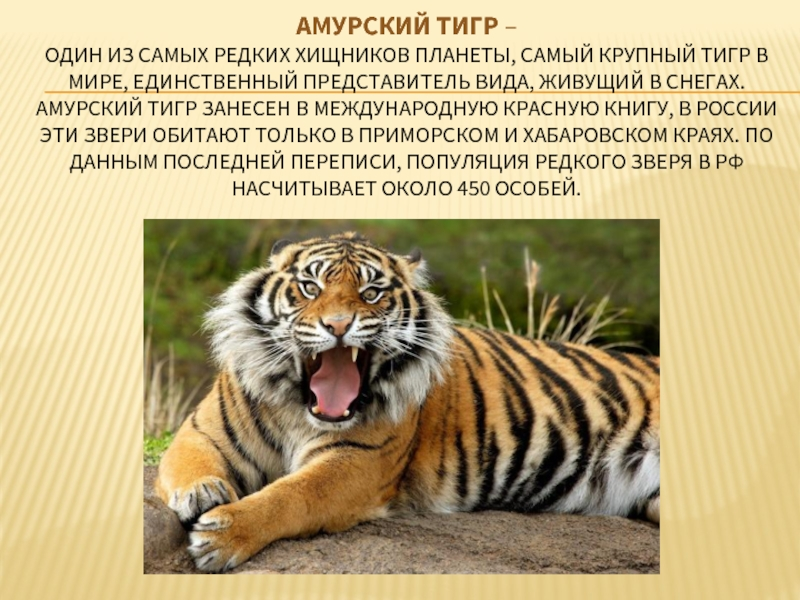 АМУРСКИЙ ТИГР –
ОДИН ИЗ САМЫХ РЕДКИХ ХИЩНИКОВ ПЛАНЕТЫ, САМЫЙ КРУПНЫЙ ТИГР В
МИРЕ, ЕДИНСТВЕННЫЙ ПРЕДСТАВИТЕЛЬ ВИДА, ЖИВУЩИЙ В СНЕГАХ.
АМУРСКИЙ ТИГР ЗАНЕСЕН В МЕЖДУНАРОДНУЮ КРАСНУЮ КНИГУ, В РОССИИ
ЭТИ ЗВЕРИ ОБИТАЮТ ТОЛЬКО В ПРИМОРСКОМ И ХАБАРОВСКОМ КРАЯХ. ПО
ДАННЫМ ПОСЛЕДНЕЙ ПЕРЕПИСИ, ПОПУЛЯЦИЯ РЕДКОГО ЗВЕРЯ В РФ
НАСЧИТЫВАЕТ ОКОЛО 450 ОСОБЕЙ.